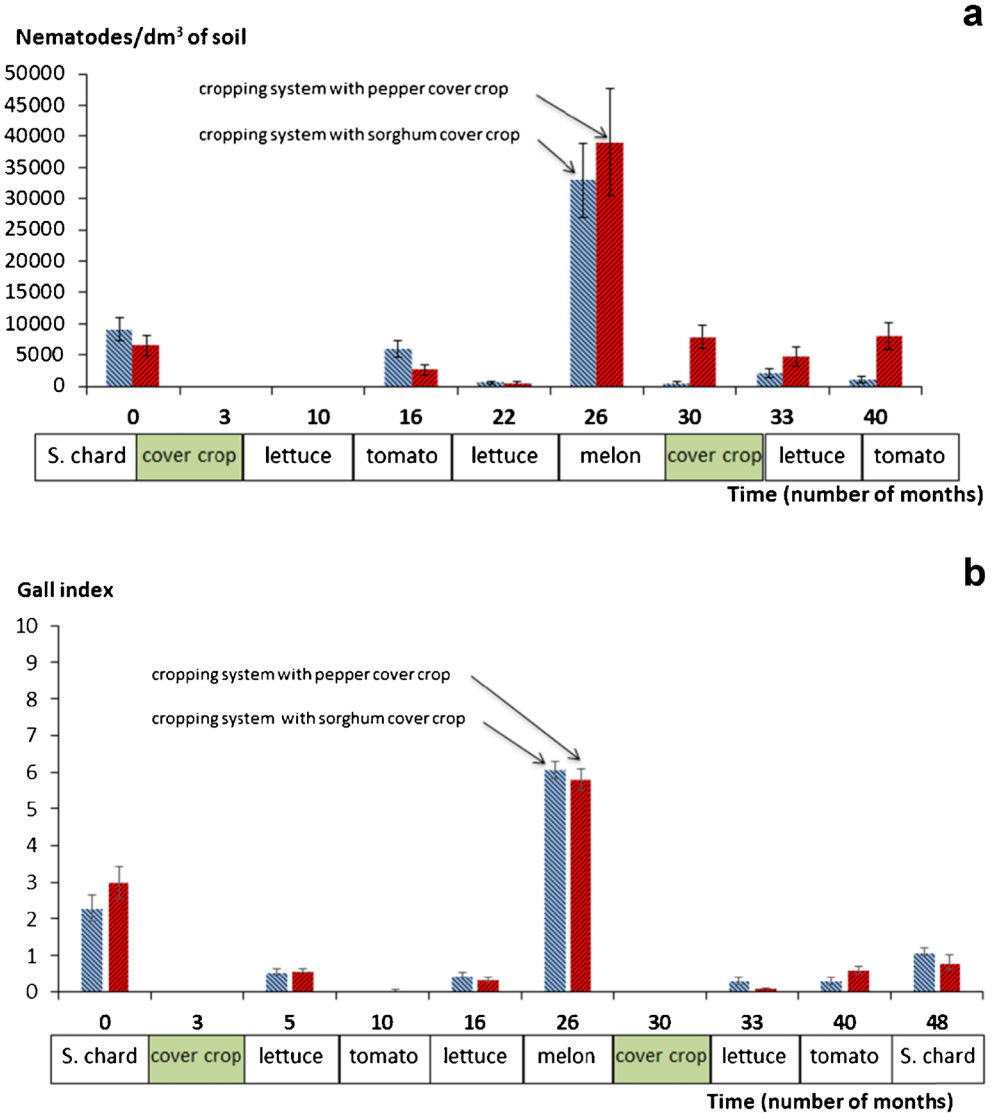 a
Nematodes/dm³ of soil
50000
45000
40000
35000
30000
25000
20000
15000
10000
5000
0
cropping system with pepper cover crop
cropping system with sorghum cover crop
0 3 10 16 22 26 30 33 40
S. chard cover crop lettuce tomato lettuce melon cover crop lettuce tomato
Time (number of months)
b
Gall index
10
9
8
7
6
5
4
3
2
1
0
cropping system with pepper cover crop
cropping system with sorghum cover crop
0 3 5 10 16 26 30 33 40 48
S. chard cover crop lettuce tomato lettuce melon cover crop lettuce tomato S. chard
Time (number of months)